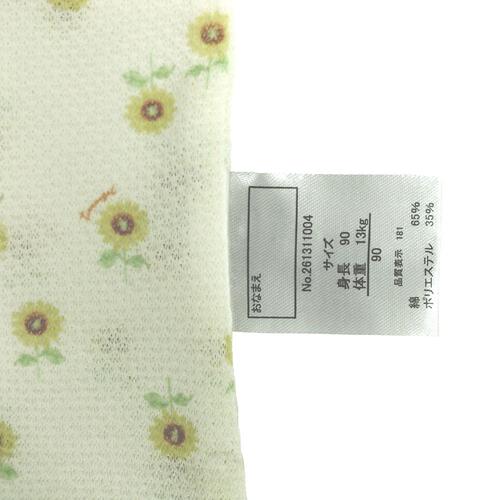 おなまえ
No.261311004
サイズ
身長 90
体重 13kg
90
品質表示 181
綿 65%
ポリエステル 35%